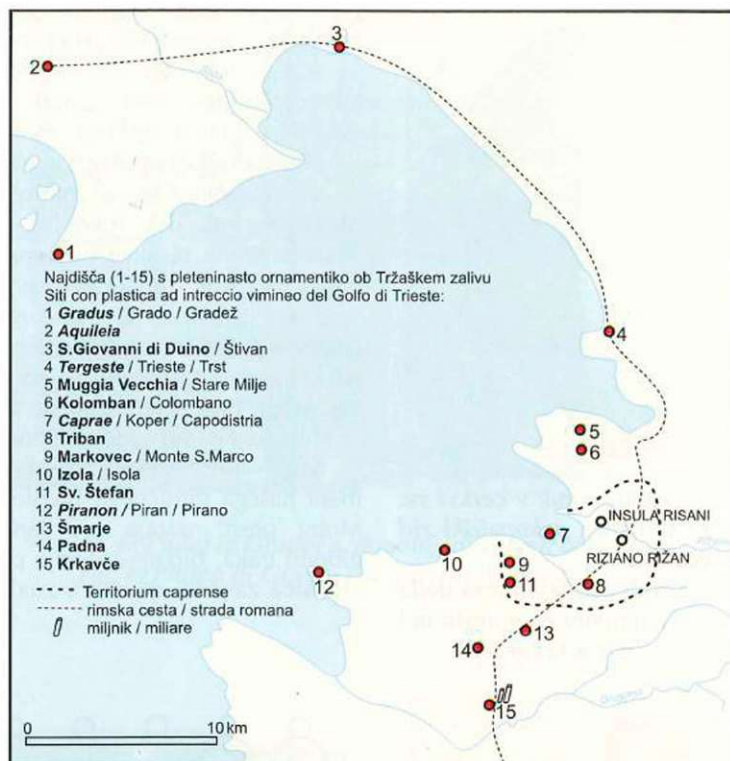 3
2
1
Najdišča (1-15) s pleteninasto ornamentiko ob Tržaškem zalivu
Siti con plastica ad intreccio vimineo del Golfo di Trieste:
1 Gradus / Grado / Gradež
2 Aquileia
3 S.Giovanni di Duino / Štivan
4 Tergeste / Trieste / Trst
5 Muggia Vecchia / Stare Milje
6 Kolomban / Colombano
7 Caprae / Koper / Capodistria
8 Triban
9 Markovec / Monte S.Marco
10 Izola / Isola
11 Sv. Štefan
12 Piranon / Piran / Pirano
13 Šmarje
14 Padna
15 Krkavče
Territorium caprense
rimska cesta / strada romana
miljnik / miliare
4
5
6
INSULA RISANI
7
RIZIANO RIŽAN
10
9
12
11
8
13
14
15
0 10 km